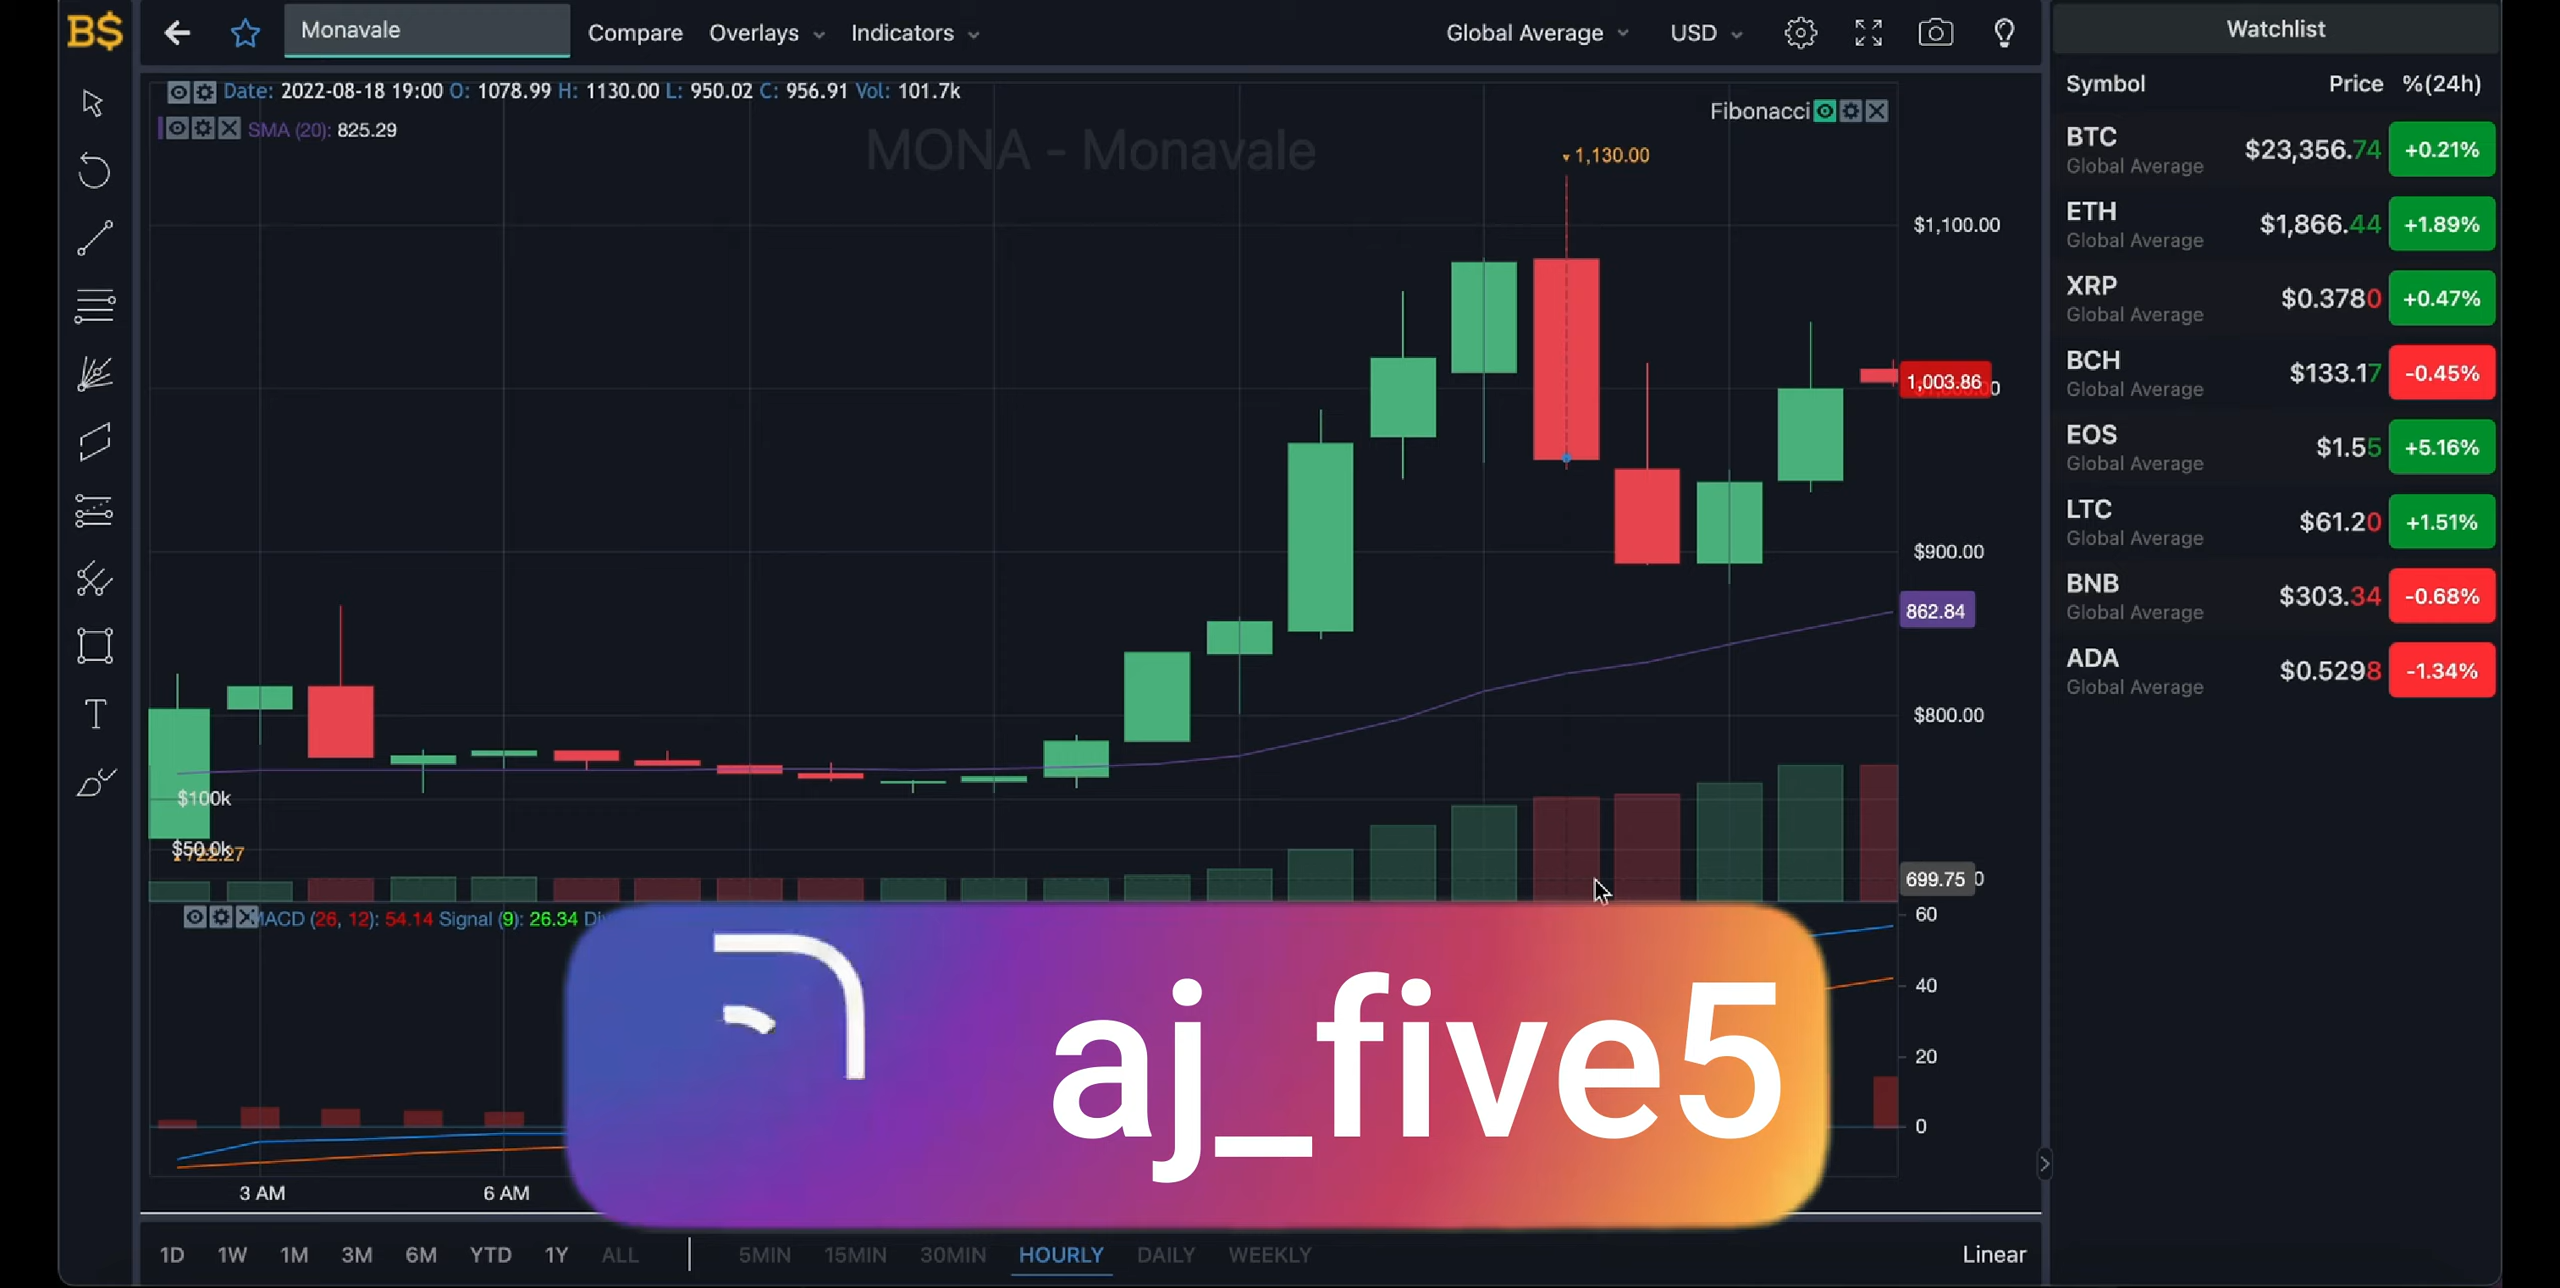 B$
Monavale
Compare
Overlays
Indicators
Global Average
USD
Watchlist
Date: 2022-08-18 19:00 O: 1078.99 H: 1130.00 L: 950.02 C: 956.91 Vol: 101.7k
SMA (20): 825.29
MONA - Monavale
Fibonacci
1,130.00
$1,100.00
1,003.86
$900.00
862.84
$800.00
$100k
$50.0k
722.27
699.75
MACD (26, 12): 54.14 Signal (9): 26.34
60
40
20
0
aj_five5
3 AM
6 AM
1D 1W 1M 3M 6M YTD 1Y ALL
5MIN 15MIN 30MIN HOURLY DAILY WEEKLY
Linear
Symbol Price %(24h)
BTC $23,356.74 +0.21%
Global Average
ETH $1,866.44 +1.89%
Global Average
XRP $0.3780 +0.47%
Global Average
BCH $133.17 -0.45%
Global Average
EOS $1.55 +5.16%
Global Average
LTC $61.20 +1.51%
Global Average
BNB $303.34 -0.68%
Global Average
ADA $0.5298 -1.34%
Global Average